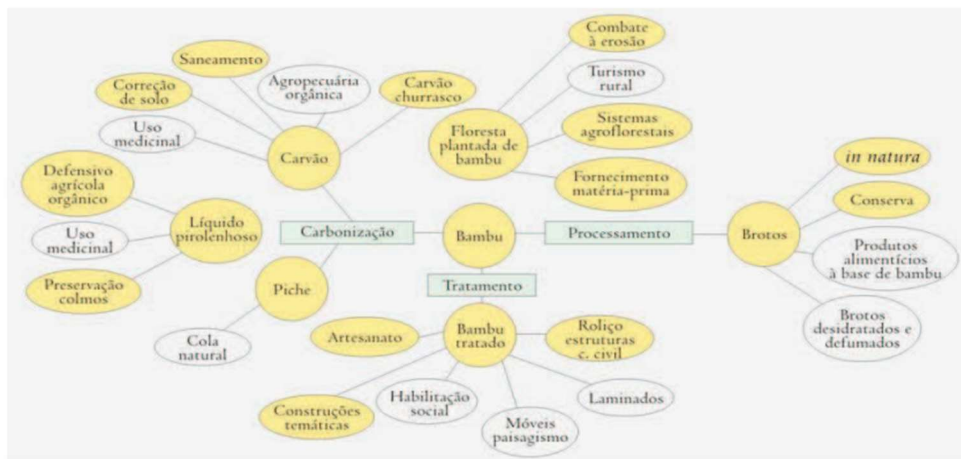 Combate
à erosão
Turismo
rural
Sistemas
agroflorestais
Fornecimento
matéria-prima
Floresta
plantada de
bambu
Saneamento
Agropecuária
orgânica
Carvão
churrasco
Correção
de solo
Uso
medicinal
Carvão
Defensivo
agrícola
orgânico
Uso
medicinal
Preservação
colmos
Líquido
pirolenhoso
Carbonização
Bambu
Processamento
Brotos
in natura
Conserva
Produtos
alimentícios
à base de bambu
Brotos
desidratados e
defumados
Piche
Cola
natural
Tratamento
Bambu
tratado
Artesanato
Roliço
estruturas
c. civil
Construções
temáticas
Habilitação
social
Móveis
paisagismo
Laminados